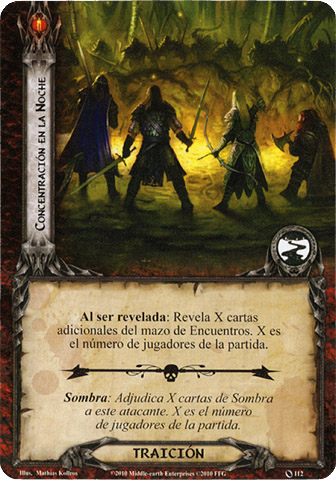 CONCENTRACIÓN EN LA NOCHE
Al ser revelada: Revela X cartas
adicionales del mazo de Encuentros. X es
el número de jugadores de la partida.
Sombra: Adjudica X cartas de Sombra
a este atacante. X es el número
de jugadores de la partida.
TRAICIÓN
Illus. Mathias Kollros
©2010 Middle-earth Enterprises ©2010 FFG
112